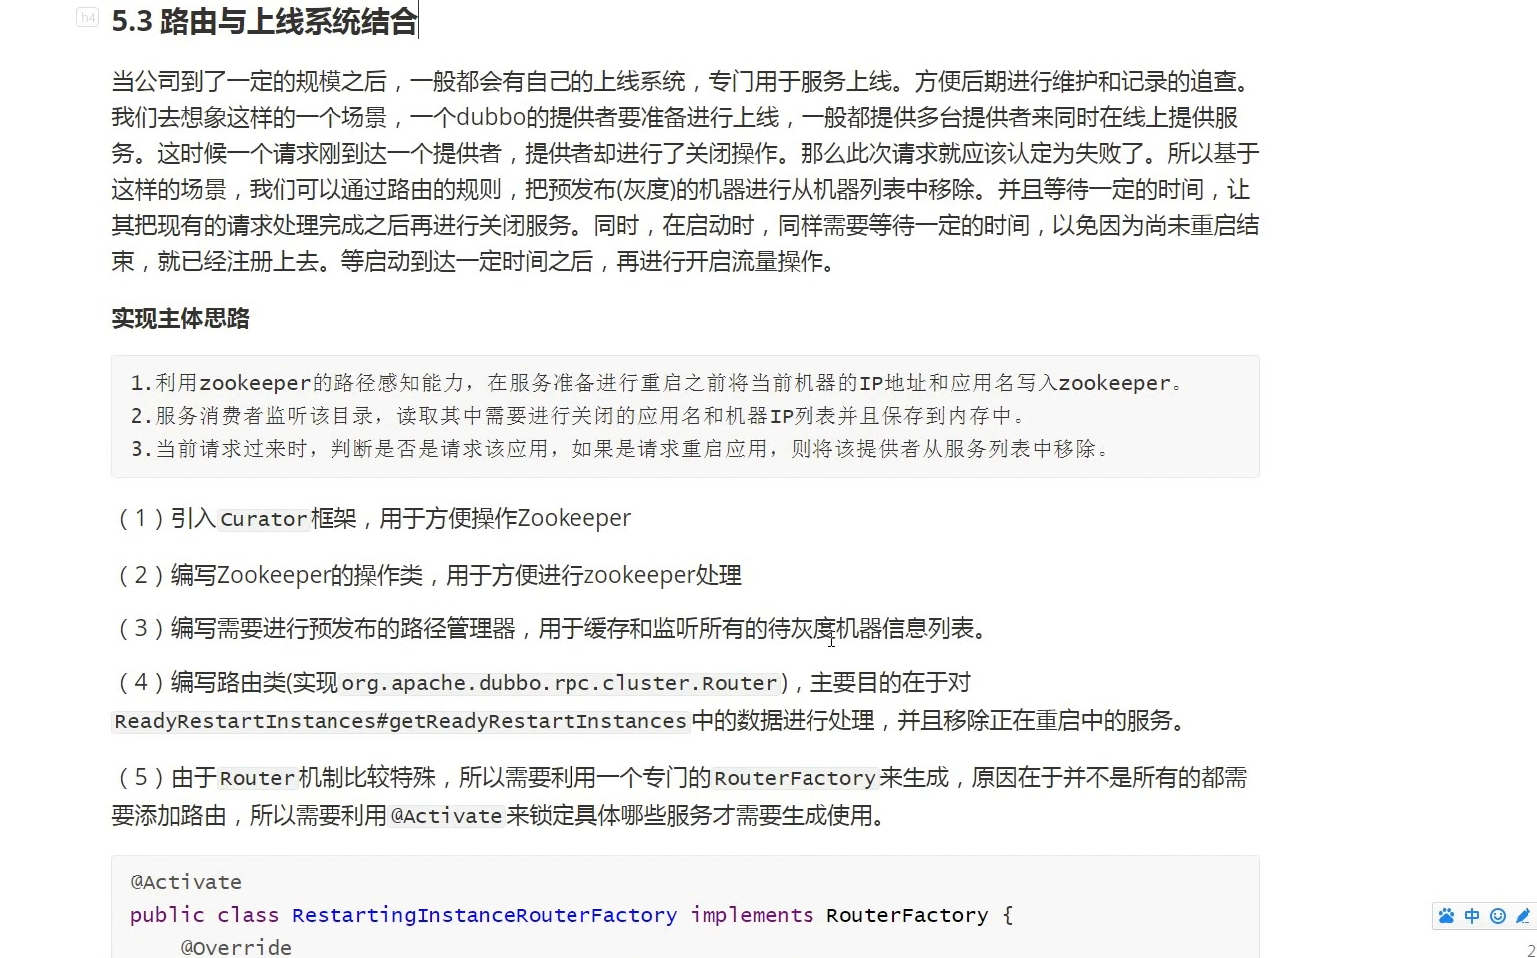 h4
5.3 路由与上线系统结合
当公司到了一定的规模之后，一般都会有自己的上线系统，专门用于服务上线。方便后期进行维护和记录的追查。
我们去想象这样的一个场景，一个dubbo的提供者要准备进行上线，一般都提供多台提供者来同时在线上提供服
务。这时候一个请求刚到达一个提供者，提供者却进行了关闭操作。那么此次请求就应该认定为失败了。所以基于
这样的场景，我们可以通过路由的规则，把预发布(灰度)的机器进行从机器列表中移除。并且等待一定的时间，让
其把现有的请求处理完成之后再进行关闭服务。同时，在启动时，同样需要等待一定的时间，以免因为尚未重启结
束，就已经注册上去。等启动到达一定时间之后，再进行开启流量操作。
实现主体思路
1.利用zookeeper的路径感知能力，在服务准备进行重启之前将当前机器的IP地址和应用名写入zookeeper。
2.服务消费者监听该目录，读取其中需要进行关闭的应用名和机器IP列表并且保存到内存中。
3.当前请求过来时，判断是否是请求该应用，如果是请求重启应用，则将该提供者从服务列表中移除。
（1）引入Curator框架，用于方便操作Zookeeper
（2）编写Zookeeper的操作类，用于方便进行zookeeper处理
（3）编写需要进行预发布的路径管理器，用于缓存和监听所有的待灰度机器信息列表。
（4）编写路由类(实现org.apache.dubbo.rpc.cluster.Router)，主要目的在于对
ReadyRestartInstances#getReadyRestartInstances中的数据进行处理，并且移除正在重启中的服务。
（5）由于Router机制比较特殊，所以需要利用一个专门的RouterFactory来生成，原因在于并不是所有的都需
要添加路由，所以需要利用@Activate来锁定具体哪些服务才需要生成使用。
@Activate
public class RestartingInstanceRouterFactory implements RouterFactory {
@Override
中
2